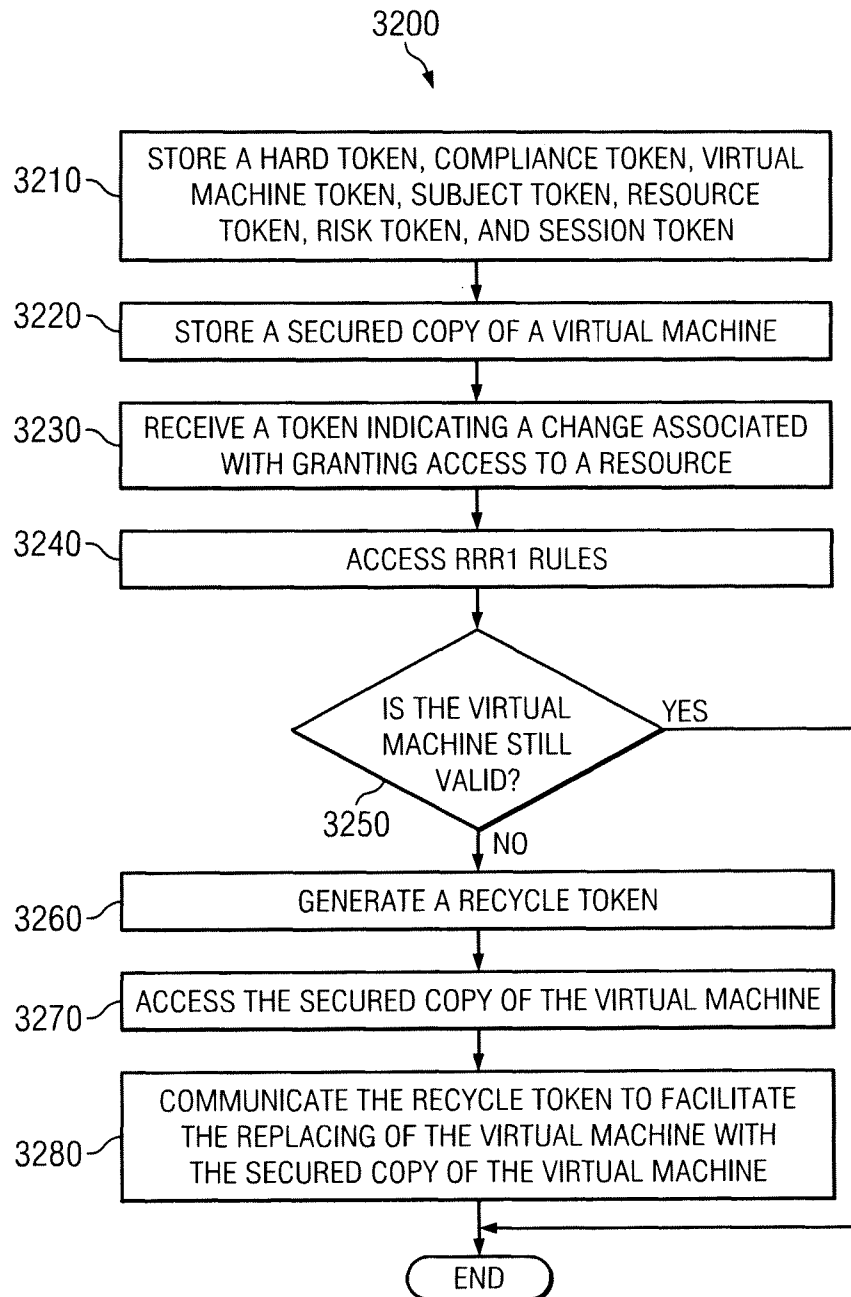 3200
3210
STORE A HARD TOKEN, COMPLIANCE TOKEN, VIRTUAL
MACHINE TOKEN, SUBJECT TOKEN, RESOURCE
TOKEN, RISK TOKEN, AND SESSION TOKEN
3220
STORE A SECURED COPY OF A VIRTUAL MACHINE
3230
RECEIVE A TOKEN INDICATING A CHANGE ASSOCIATED
WITH GRANTING ACCESS TO A RESOURCE
3240
ACCESS RRR1 RULES
IS THE VIRTUAL
MACHINE STILL
VALID?
YES
3250
NO
3260
GENERATE A RECYCLE TOKEN
3270
ACCESS THE SECURED COPY OF THE VIRTUAL MACHINE
3280
COMMUNICATE THE RECYCLE TOKEN TO FACILITATE
THE REPLACING OF THE VIRTUAL MACHINE WITH
THE SECURED COPY OF THE VIRTUAL MACHINE
END